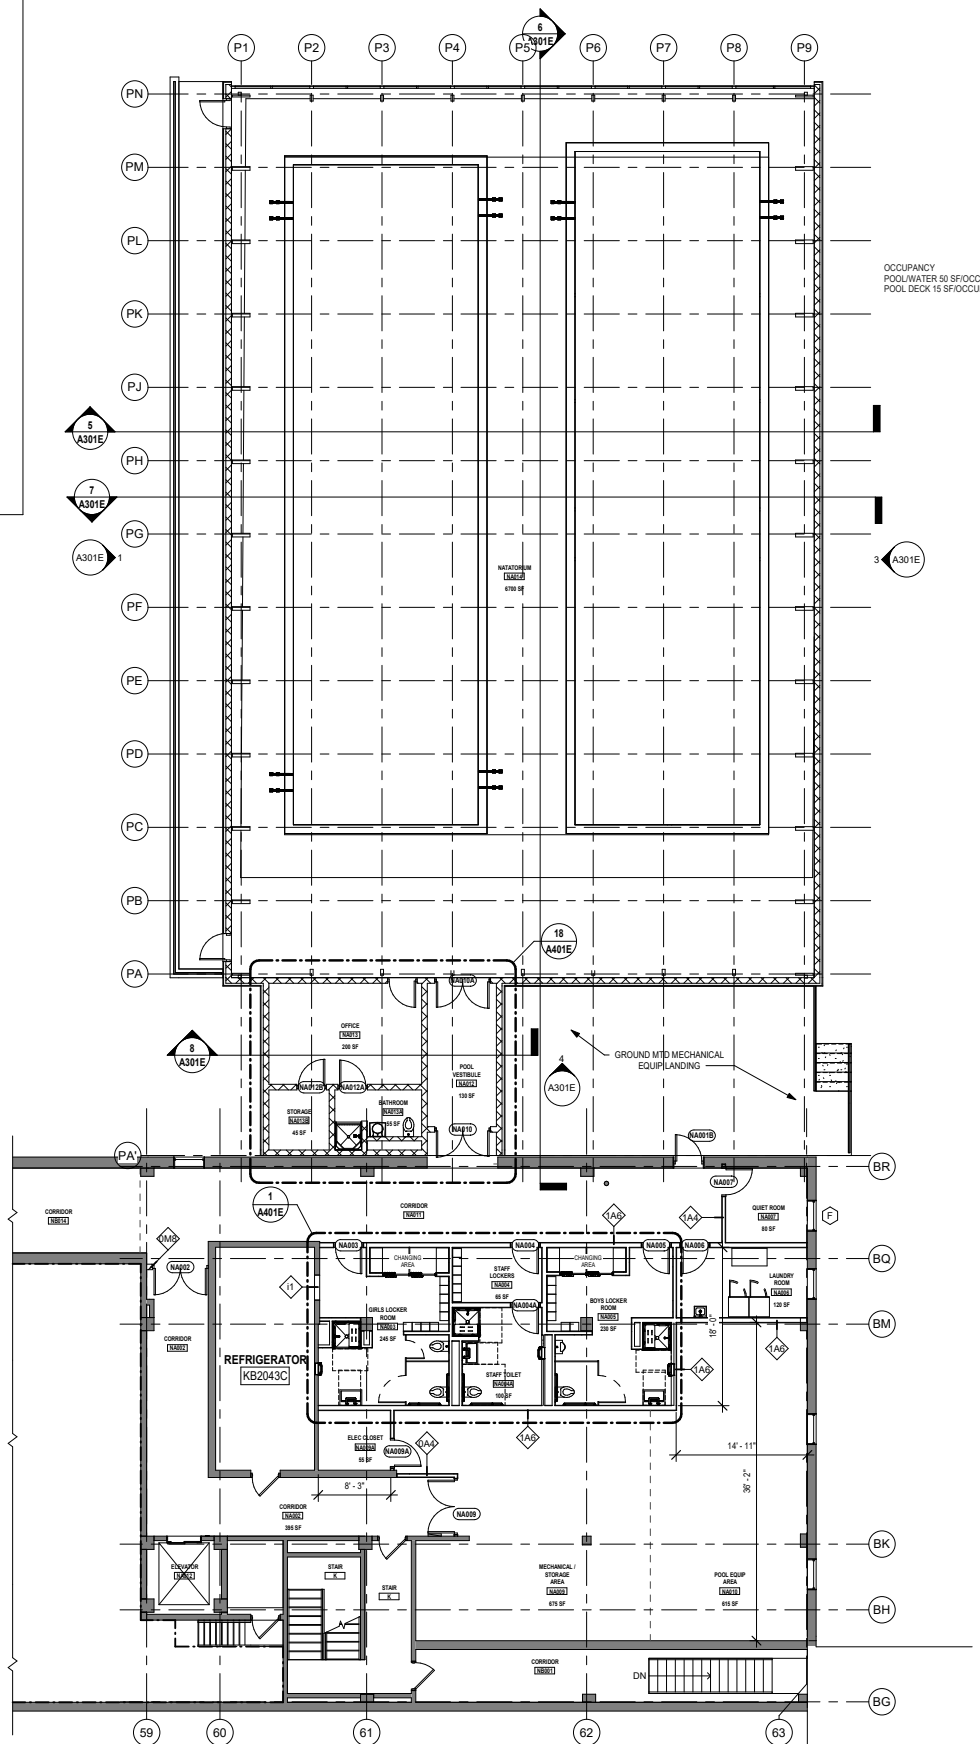 6
A301E
P1
P2
P3
P4
P5
P6
P7
P8
P9
PN
PM
PL
OCCUPANCY
POOL/WATER 50 SF/OCC
POOL DECK 15 SF/OCCU
PK
PJ
5
A301E
PH
7
A301E
PG
A301E
1
3
A301E
NATATORIUM
NA014
6700 SF
PF
PE
PD
PC
PB
18
A401E
PA
NA010A
OFFICE
NA013
200 SF
8
A301E
GROUND MTD MECHANICAL
EQUIP LANDING
4
A301E
POOL
VESTIBULE
NA012
130 SF
NA012B
NA012A
STORAGE
NA013B
45 SF
BATHROOM
NA013A
55 SF
NA010
NA001B
PA'
BR
NA007
QUIET ROOM
NA007
80 SF
CORRIDOR
NB014
1
A401E
CORRIDOR
NA011
1A6
1A4
F
0M8
NA002
NA003
NA004
NA005
NA006
BQ
CHANGING
AREA
STAFF
LOCKERS
NA004
65 SF
CHANGING
AREA
i1
NA004A
LAUNDRY
ROOM
NA006
120 SF
GIRLS LOCKER
ROOM
NA003
245 SF
BOYS LOCKER
ROOM
NA005
230 SF
18' - 0"
BM
CORRIDOR
NA002
REFRIGERATOR
KB2043C
1A6
1A6
STAFF TOILET
NA004A
100 SF
ELEC CLOSET
NA009A
55 SF
NA009A
0A4
1A6
14' - 11"
36' - 2"
8' - 3"
CORRIDOR
NA002
395 SF
NA009
BK
ELEVATOR
STAIR
K
STAIR
K
MECHANICAL /
STORAGE
AREA
NA009
675 SF
POOL EQUIP
AREA
NA010
615 SF
BH
CORRIDOR
NB001
DN
BG
59
60
61
62
63